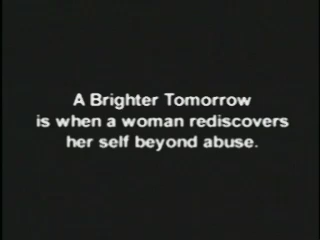 A Brighter Tomorrow
is when a woman rediscovers
her self beyond abuse.